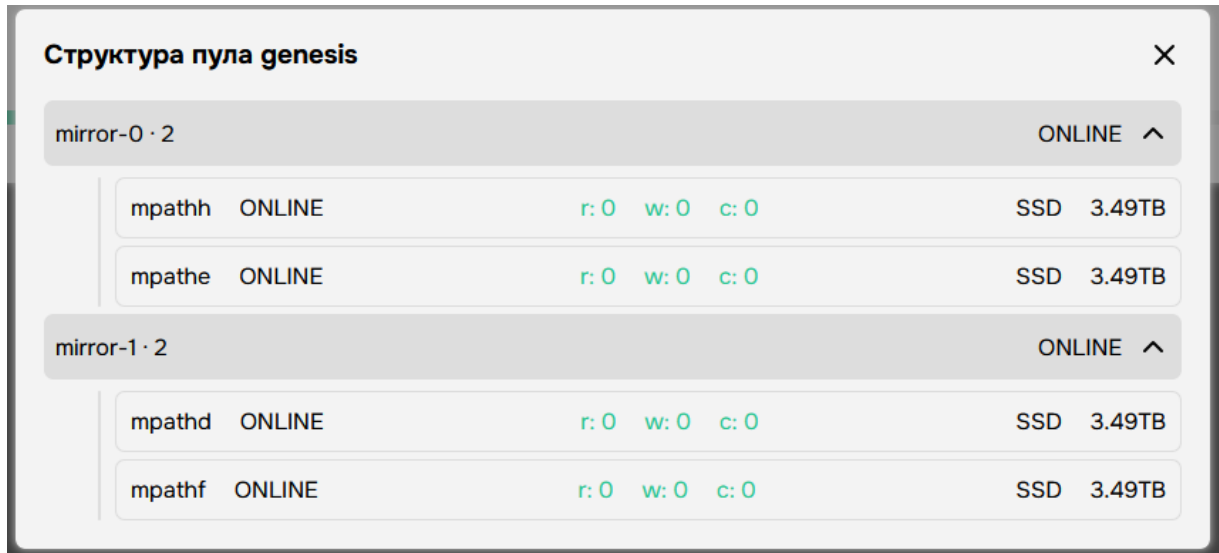 Структура пула genesis
mirror-0 · 2 ONLINE
mpathh ONLINE r: 0 w: 0 c: 0 SSD 3.49TB
mpathe ONLINE r: 0 w: 0 c: 0 SSD 3.49TB
mirror-1 · 2 ONLINE
mpathd ONLINE r: 0 w: 0 c: 0 SSD 3.49TB
mpathf ONLINE r: 0 w: 0 c: 0 SSD 3.49TB